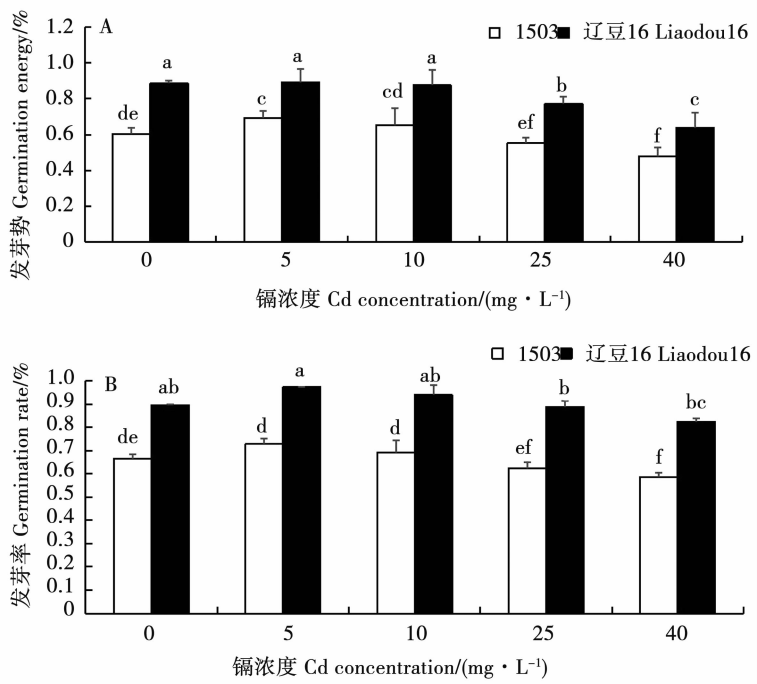 A
1503 辽豆16 Liaodou16
发芽势 Germination energy/%
1.2
1.0
0.8
0.6
0.4
0.2
0
de a c a cd a ef b f c
0 5 10 25 40
镉浓度 Cd concentration/(mg·L⁻¹)
B
1503 辽豆16 Liaodou16
发芽率 Germination rate/%
1.0
0.9
0.8
0.7
0.6
0.5
0.4
0.3
0.2
0.1
0
de ab d a d ab ef b f bc
0 5 10 25 40
镉浓度 Cd concentration/(mg·L⁻¹)